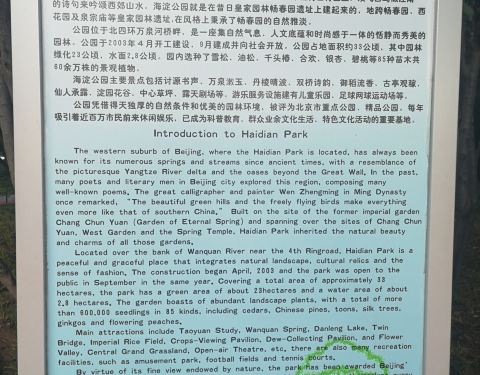 的诗句来吟颂西郊山水。海淀公园就是在昔日皇家园林畅春园遗址上建起来的，地跨畅春园、西
花园及泉宗庙等皇家园林遗址，在风格上秉承了畅春园的自然雅淡。
公园位于北四环万泉河桥畔，是一座集自然气息、人文底蕴和时尚感于一体的恬静而秀美的
园林。公园于2003年4月开工建设，9月建成并向社会开放。公园占地面积约33公顷，其中园林
绿化23公顷，水面2.8公顷，园内选种了雪松、油松、千头椿、合欢、银杏、碧桃等85种苗木共
60余万株的景观植物。
海淀公园主要景点包括讨源书声、万泉漱玉、丹棱晴波、双桥诗韵、御稻流香、古亭观稼、
仙人承露、淀园花谷、中心草坪、露天剧场等，游乐服务设施建有儿童乐园、足球网球运动场等。
公园凭借得天独厚的自然条件和优美的园林环境，被评为北京市重点公园，精品公园。每年
吸引着近百万市民前来休闲娱乐，已成为科普教育、群众业余文化生活、特色文化活动的重要基地。
Introduction to Haidian Park
The western suburb of Beijing, where the Haidian Park is located, has always been
known for its numerous springs and streams since ancient times, with a resemblance of
the picturesque Yangtze River delta and the oases beyond the Great Wall. In the past,
many poets and literary men in Beijing city explored this region, composing many
well-known poems. The great calligrapher and painter Wen Zhengming in Ming Dynasty
once remarked, "The beautiful green hills and the freely flying birds make everything
even more like that of southern China." Built on the site of the former imperial garden
Chang Chun Yuan (Garden of Eternal Spring) and spanning over the sites of Chang Chun
Yuan, West Garden and the Spring Temple, Haidian Park inherited the natural beauty
and charms of all those gardens.
Located over the bank of Wanquan River near the 4th Ringroad, Haidian Park is a
peaceful and graceful place that integrates natural landscape, cultural relics and the
sense of fashion. The construction began April, 2003 and the park was open to the
public in September in the same year. Covering a total area of approximately 33
hectares, the park has a green area of about 23hectares and a water area of about
2.8 hectares. The garden boasts of abundant landscape plants, with a total of more
than 600,000 seedlings in 85 kinds, including cedars, Chinese pines, toons, silk trees,
ginkgos and flowering peaches.
Main attractions include Taoyuan Study, Wanquan Spring, Danleng Lake, Twin
Bridge, Imperial Rice Field, Crops-Viewing Pavilion, Dew-Collecting Pavilion, and Flower
Valley, Central Grand Grassland, Open-air Theatre, etc, there are also many recreation
facilities, such as amusement park, football fields and tennis courts.
By virtue of its fine view endowed by nature, the park has been awarded Beijing'